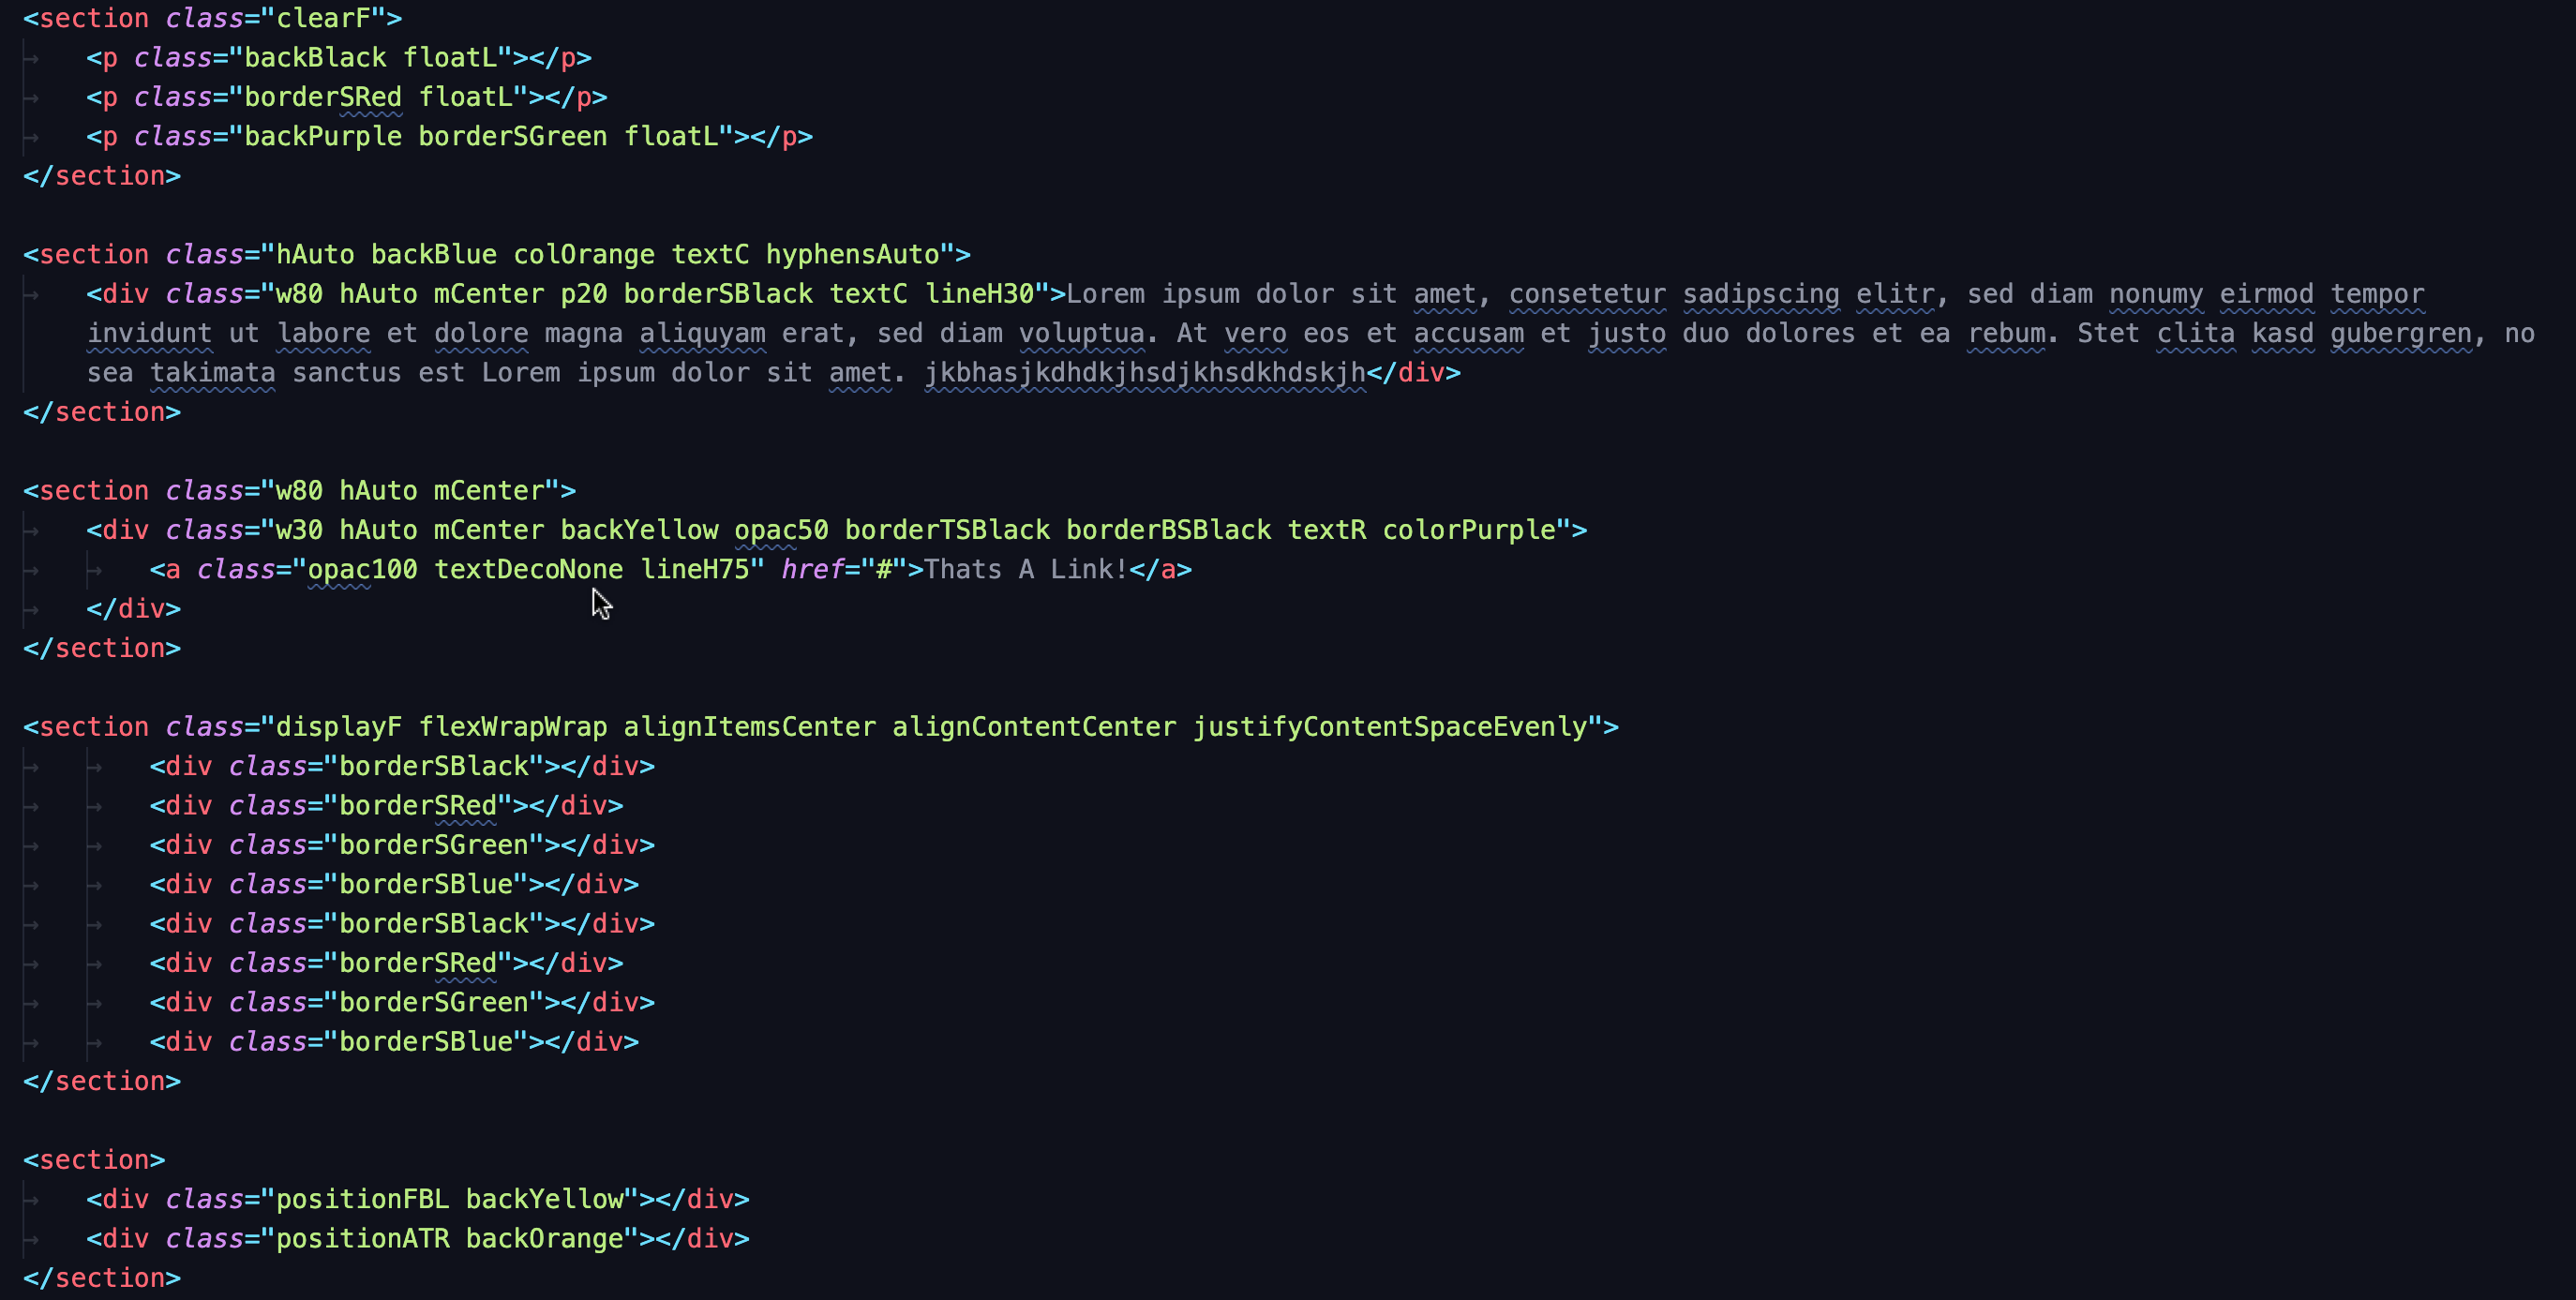 <section class="clearF">
<p class="backBlack floatL"></p>
<p class="borderSRed floatL"></p>
<p class="backPurple borderSGreen floatL"></p>
</section>
<section class="hAuto backBlue colOrange textC hyphensAuto">
<div class="w80 hAuto mCenter p20 borderSBlack textC lineH30">Lorem ipsum dolor sit amet, consetetur sadipscing elitr, sed diam nonumy eirmod tempor
invidunt ut labore et dolore magna aliquyam erat, sed diam voluptua. At vero eos et accusam et justo duo dolores et ea rebum. Stet clita kasd gubergren, no
sea takimata sanctus est Lorem ipsum dolor sit amet. jkbhasjkdhdkjhsdjkhsdkhdskjh</div>
</section>
<section class="w80 hAuto mCenter">
<div class="w30 hAuto mCenter backYellow opac50 borderTSBlack borderBSBlack textR colorPurple">
<a class="opac100 textDecoNone lineH75" href="#">Thats A Link!</a>
</div>
</section>
<section class="displayF flexWrapWrap alignItemsCenter alignContentCenter justifyContentSpaceEvenly">
<div class="borderSBlack"></div>
<div class="borderSRed"></div>
<div class="borderSGreen"></div>
<div class="borderSBlue"></div>
<div class="borderSBlack"></div>
<div class="borderSRed"></div>
<div class="borderSGreen"></div>
<div class="borderSBlue"></div>
</section>
<section>
<div class="positionFBL backYellow"></div>
<div class="positionATR backOrange"></div>
</section>